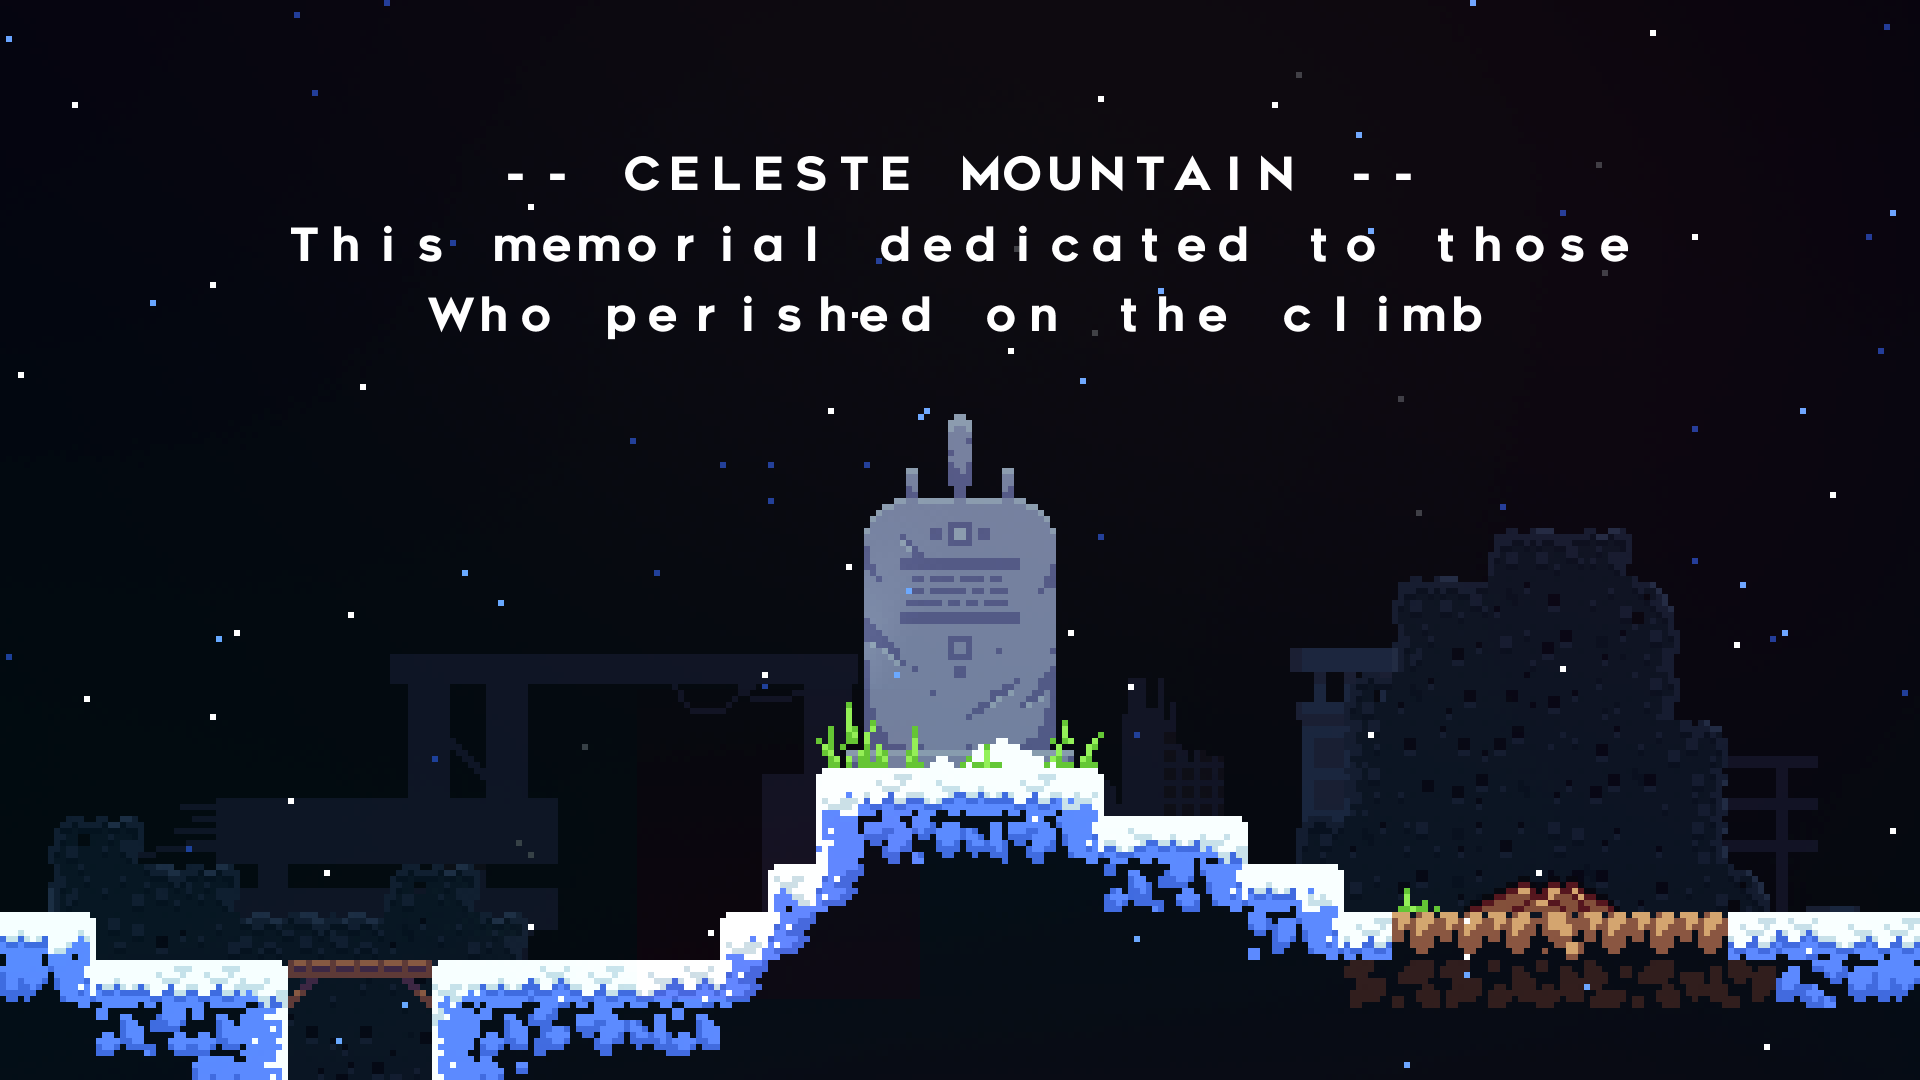 -- CELESTE MOUNTAIN --
This memorial dedicated to those
Who perished on the climb